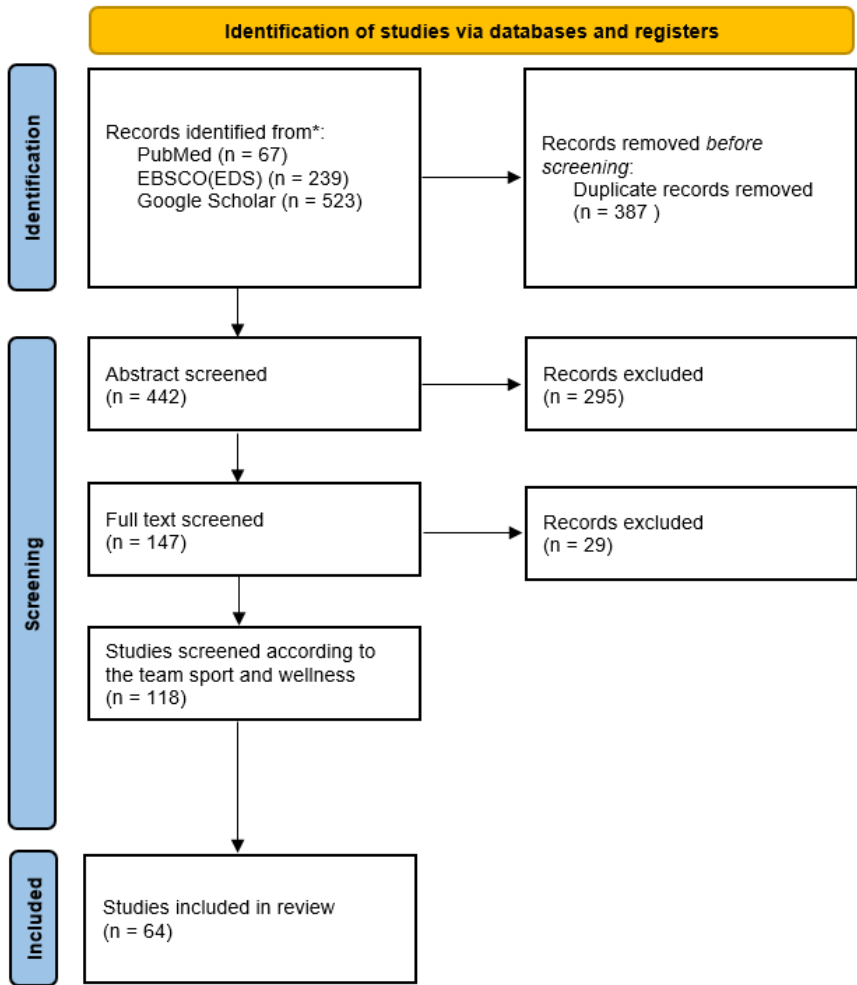 Identification of studies via databases and registers
Identification
Records identified from*:
PubMed (n = 67)
EBSCO(EDS) (n = 239)
Google Scholar (n = 523)
Records removed before
screening:
Duplicate records removed
(n = 387 )
Screening
Abstract screened
(n = 442)
Records excluded
(n = 295)
Full text screened
(n = 147)
Records excluded
(n = 29)
Studies screened according to
the team sport and wellness
(n = 118)
Included
Studies included in review
(n = 64)